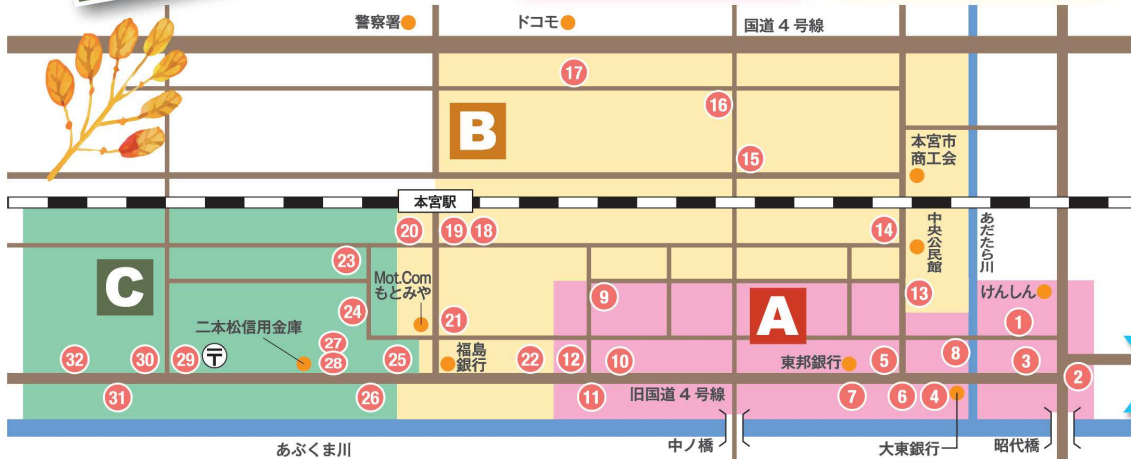 警察署
ドコモ
国道4号線
17
16
B
15
本宮市
商工会
本宮駅
20
19
18
14
中央公民館
あだたら川
23
C
Mot.Com
もとみや
9
13
けんしん
A
24
21
1
二本松信用金庫
27
28
32
30
29
〒
25
福島
銀行
22
12
10
東邦銀行
5
8
3
2
31
26
11
旧国道4号線
7
6
4
あぶくま川
中ノ橋
大東銀行
昭代橋